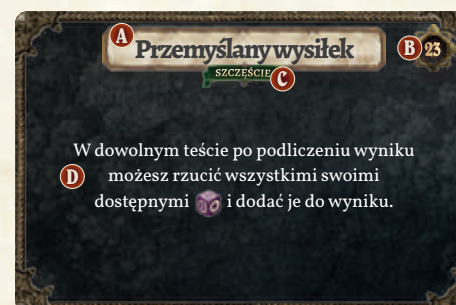 A Przemyślany wysiłek B 23
SZCZĘŚCIE C
W dowolnym teście po podliczeniu wyniku
D możesz rzucić wszystkimi swoimi
dostępnymi i dodać je do wyniku.